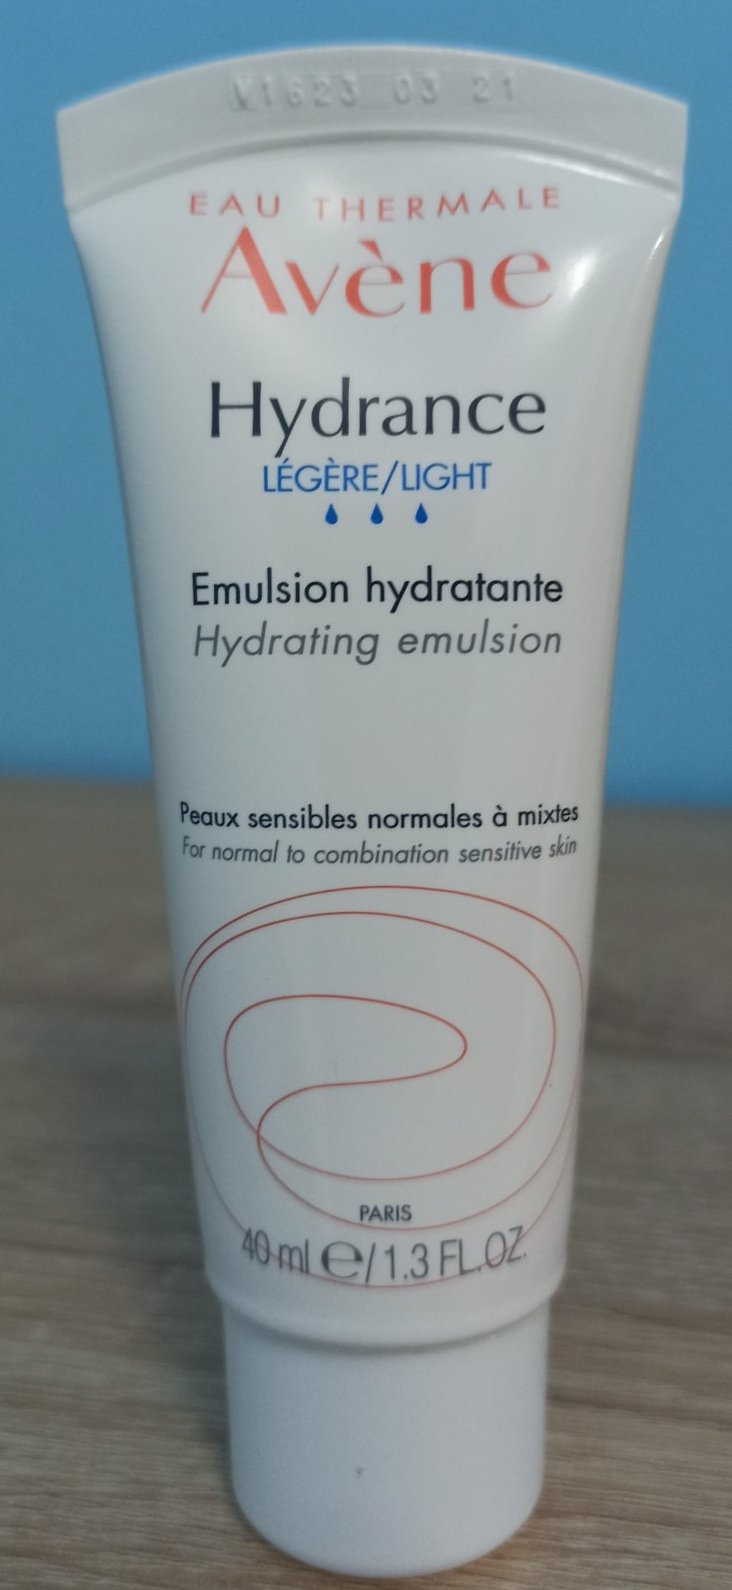 V1623 03 21
EAU THERMALE
Avène
Hydrance
LÉGÈRE/LIGHT
Emulsion hydratante
Hydrating emulsion
Peaux sensibles normales à mixtes
For normal to combination sensitive skin
PARIS
40 ml ℮/1.3 FL.OZ.